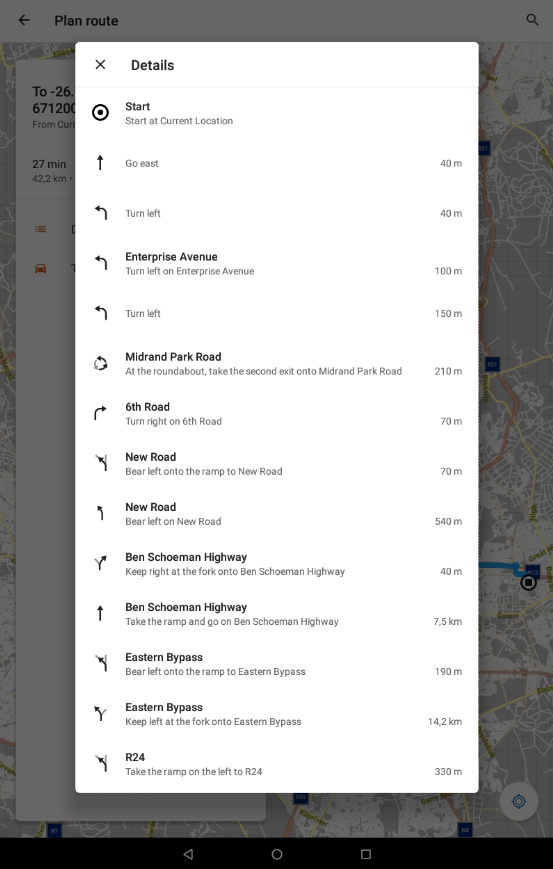 Plan route
Details
To -26.
671200
From Curr
27 min
42,2 km •
Start
Start at Current Location
Go east
40 m
Turn left
40 m
Enterprise Avenue
Turn left on Enterprise Avenue
100 m
Turn left
150 m
Midrand Park Road
At the roundabout, take the second exit onto Midrand Park Road
210 m
6th Road
Turn right on 6th Road
70 m
New Road
Bear left onto the ramp to New Road
70 m
New Road
Bear left on New Road
540 m
Ben Schoeman Highway
Keep right at the fork onto Ben Schoeman Highway
40 m
Ben Schoeman Highway
Take the ramp and go on Ben Schoeman Highway
7,5 km
Eastern Bypass
Bear left onto the ramp to Eastern Bypass
190 m
Eastern Bypass
Keep left at the fork onto Eastern Bypass
14,2 km
R24
Take the ramp on the left to R24
330 m
R21
R21